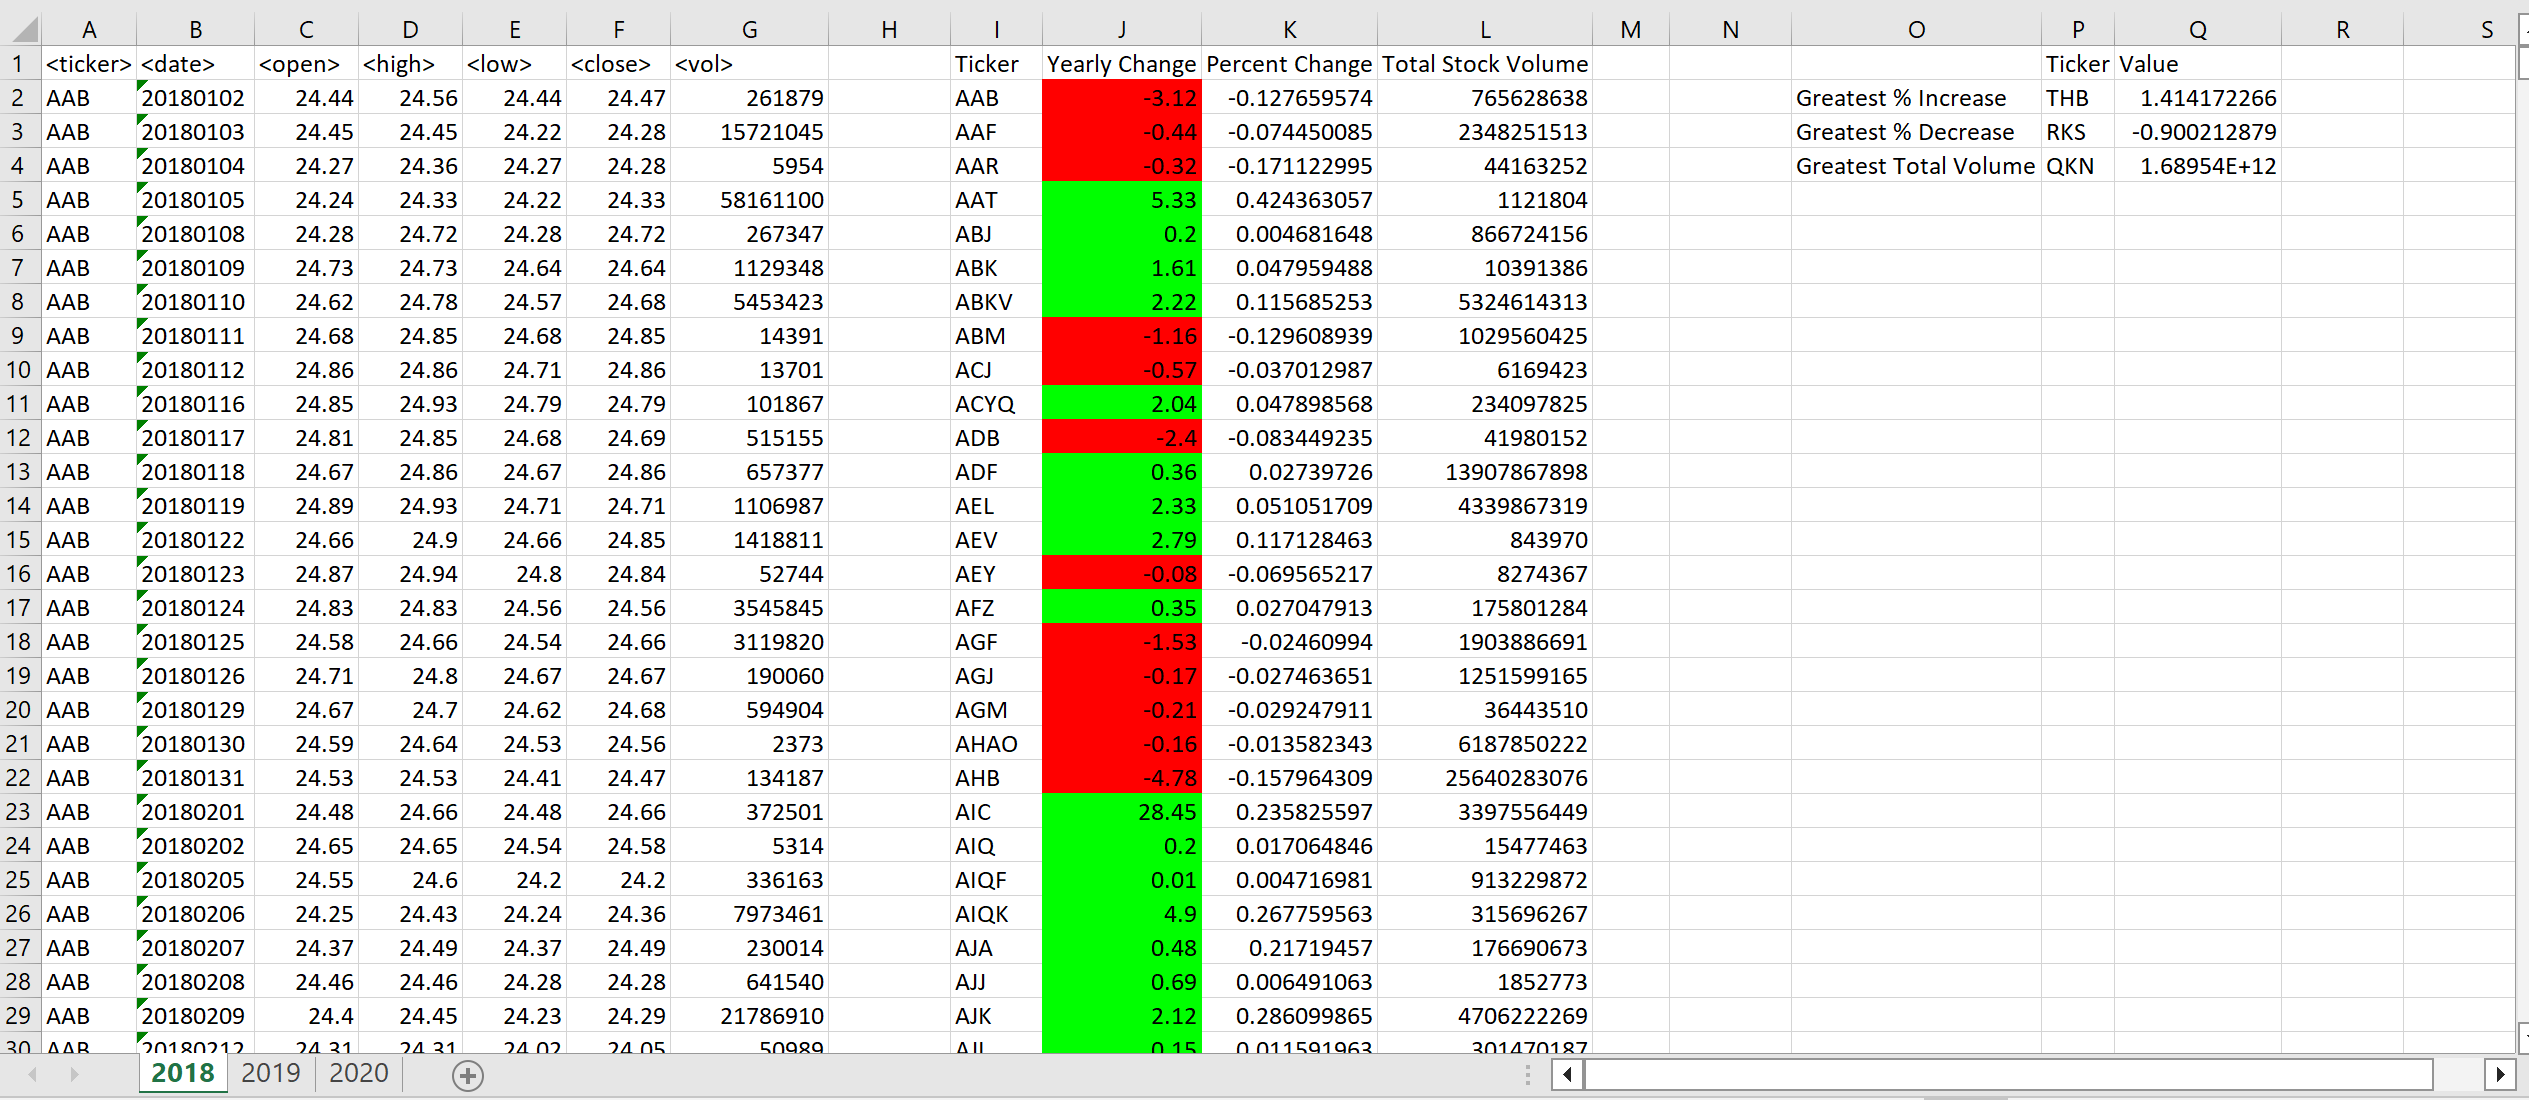 A B C D E F G H I J K L M N O P Q R S
1 <ticker> <date> <open> <high> <low> <close> <vol> Ticker Yearly Change Percent Change Total Stock Volume Ticker Value
2 AAB 20180102 24.44 24.56 24.44 24.47 261879 AAB -3.12 -0.127659574 765628638 Greatest % Increase THB 1.414172266
3 AAB 20180103 24.45 24.45 24.22 24.28 15721045 AAF -0.44 -0.074450085 2348251513 Greatest % Decrease RKS -0.900212879
4 AAB 20180104 24.27 24.36 24.27 24.28 5954 AAR -0.32 -0.171122995 44163252 Greatest Total Volume QKN 1.68954E+12
5 AAB 20180105 24.24 24.33 24.22 24.33 58161100 AAT 5.33 0.424363057 1121804
6 AAB 20180108 24.28 24.72 24.28 24.72 267347 ABJ 0.2 0.004681648 866724156
7 AAB 20180109 24.73 24.73 24.64 24.64 1129348 ABK 1.61 0.047959488 10391386
8 AAB 20180110 24.62 24.78 24.57 24.68 5453423 ABKV 2.22 0.115685253 5324614313
9 AAB 20180111 24.68 24.85 24.68 24.85 14391 ABM -1.16 -0.129608939 1029560425
10 AAB 20180112 24.86 24.86 24.71 24.86 13701 ACJ -0.57 -0.037012987 6169423
11 AAB 20180116 24.85 24.93 24.79 24.79 101867 ACYQ 2.04 0.047898568 234097825
12 AAB 20180117 24.81 24.85 24.68 24.69 515155 ADB -2.4 -0.083449235 41980152
13 AAB 20180118 24.67 24.86 24.67 24.86 657377 ADF 0.36 0.02739726 13907867898
14 AAB 20180119 24.89 24.93 24.71 24.71 1106987 AEL 2.33 0.051051709 4339867319
15 AAB 20180122 24.66 24.9 24.66 24.85 1418811 AEV 2.79 0.117128463 843970
16 AAB 20180123 24.87 24.94 24.8 24.84 52744 AEY -0.08 -0.069565217 8274367
17 AAB 20180124 24.83 24.83 24.56 24.56 3545845 AFZ 0.35 0.027047913 175801284
18 AAB 20180125 24.58 24.66 24.54 24.66 3119820 AGF -1.53 -0.02460994 1903886691
19 AAB 20180126 24.71 24.8 24.67 24.67 190060 AGJ -0.17 -0.027463651 1251599165
20 AAB 20180129 24.67 24.7 24.62 24.68 594904 AGM -0.21 -0.029247911 36443510
21 AAB 20180130 24.59 24.64 24.53 24.56 2373 AHAO -0.16 -0.013582343 6187850222
22 AAB 20180131 24.53 24.53 24.41 24.47 134187 AHB -4.78 -0.157964309 25640283076
23 AAB 20180201 24.48 24.66 24.48 24.66 372501 AIC 28.45 0.235825597 3397556449
24 AAB 20180202 24.65 24.65 24.54 24.58 5314 AIQ 0.2 0.017064846 15477463
25 AAB 20180205 24.55 24.6 24.2 24.2 336163 AIQF 0.01 0.004716981 913229872
26 AAB 20180206 24.25 24.43 24.24 24.36 7973461 AIQK 4.9 0.267759563 315696267
27 AAB 20180207 24.37 24.49 24.37 24.49 230014 AJA 0.48 0.21719457 176690673
28 AAB 20180208 24.46 24.46 24.28 24.28 641540 AJJ 0.69 0.006491063 1852773
29 AAB 20180209 24.4 24.45 24.23 24.29 21786910 AJK 2.12 0.286099865 4706222269
30 AAB 20180212 24.31 24.31 24.02 24.05 50989 0.15 0.011591963 301470187
2018 2019 2020